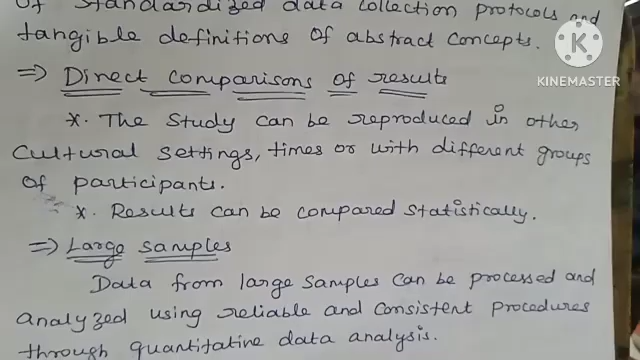 of standardized data collection protocols and
tangible definitions of abstract concepts.
=> Direct comparisons of results
*. The study can be reproduced in other
cultural settings, times or with different groups
of participants.
*. Results can be compared statistically.
=> Large samples
Data from large samples can be processed and
analyzed using reliable and consistent procedures
through quantitative data analysis.
KINEMASTER